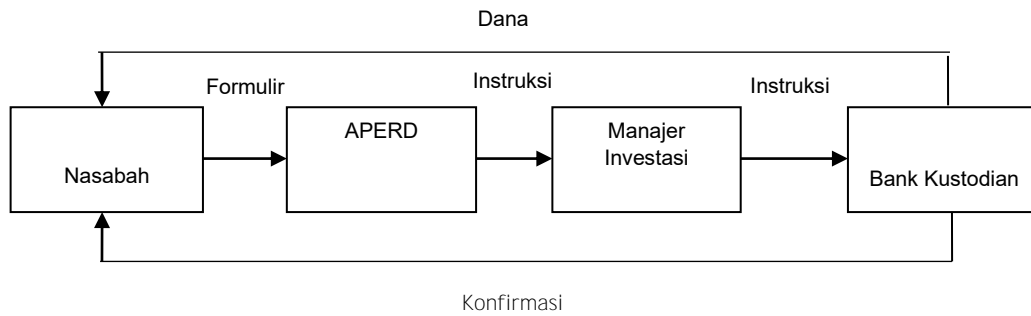 Dana
Formulir
Instruksi
Instruksi
Nasabah
APERD
Manajer
Investasi
Bank Kustodian
Konfirmasi